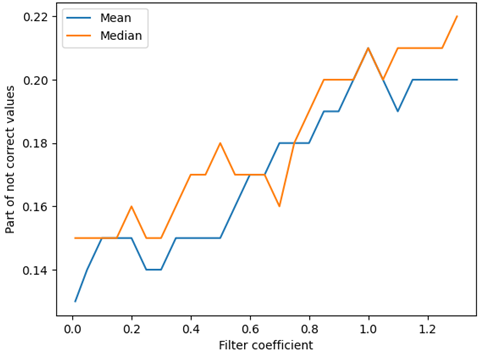 Mean
Median
0.22
0.20
0.18
0.16
0.14
Part of not correct values
0.0 0.2 0.4 0.6 0.8 1.0 1.2
Filter coefficient